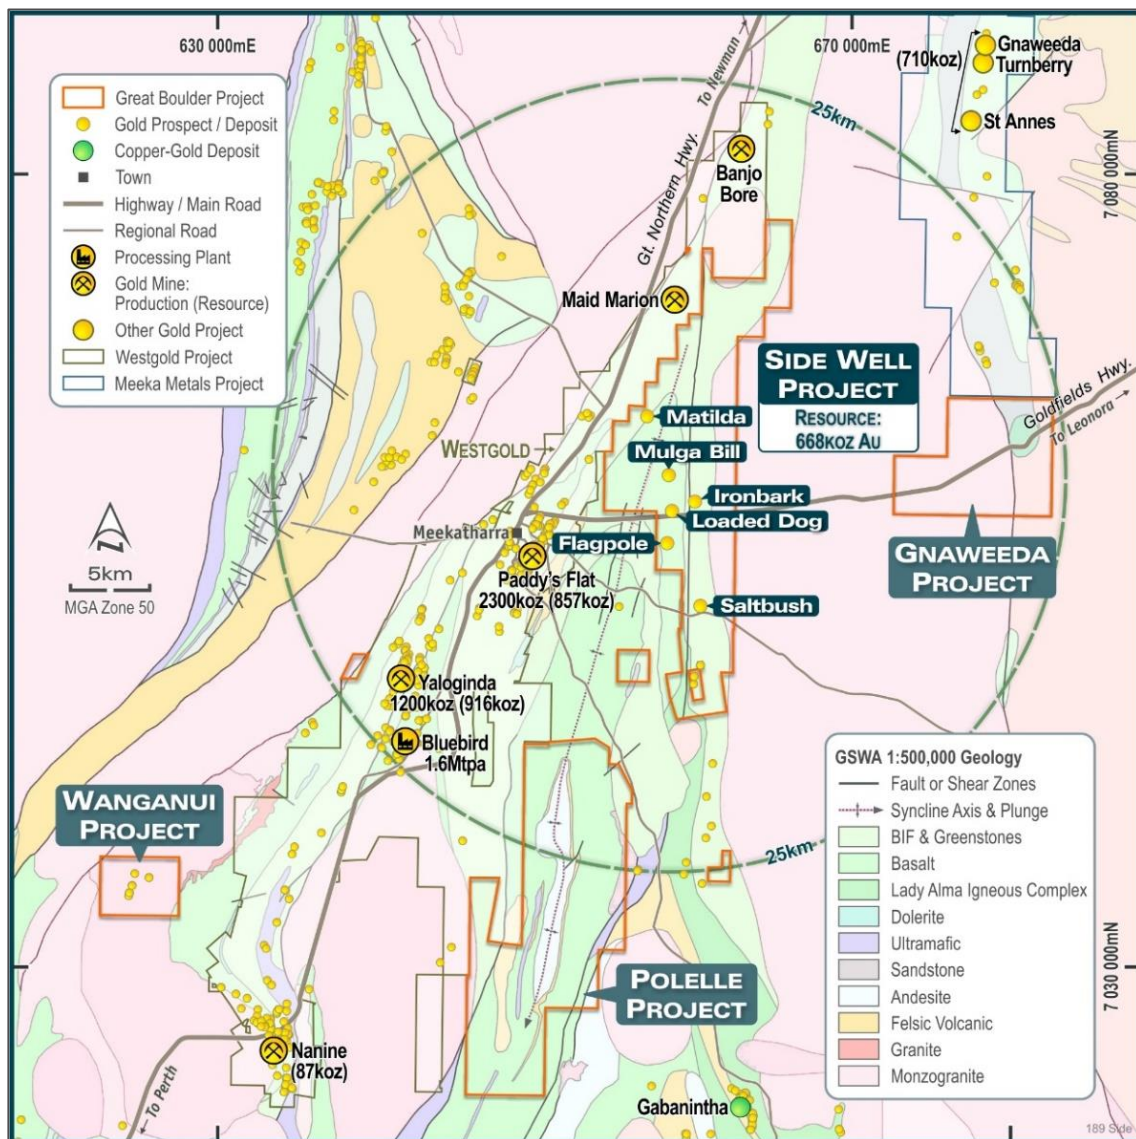 630 000mE
670 000mE
7 080 000mN
7 030 000mN
Great Boulder Project
Gold Prospect / Deposit
Copper-Gold Deposit
Town
Highway / Main Road
Regional Road
Processing Plant
Gold Mine:
Production (Resource)
Other Gold Project
Westgold Project
Meeka Metals Project
To Newman
Gt. Northern Hwy.
25km
(710koz)
Gnaweeda
Turnberry
St Annes
Banjo
Bore
Maid Marion
SIDE WELL
PROJECT
RESOURCE:
668KOZ AU
Goldfields Hwy.
To Leonora
Matilda
WESTGOLD
Mulga Bill
Ironbark
Loaded Dog
Meekatharra
Flagpole
GNAWEEDA
PROJECT
5km
MGA Zone 50
Paddy's Flat
2300koz (857koz)
Saltbush
Yaloginda
1200koz (916koz)
Bluebird
1.6Mtpa
WANGANUI
PROJECT
25km
POLELLE
PROJECT
Nanine
(87koz)
To Perth
Gabanintha
GSWA 1:500,000 Geology
Fault or Shear Zones
Syncline Axis & Plunge
BIF & Greenstones
Basalt
Lady Alma Igneous Complex
Dolerite
Ultramafic
Sandstone
Andesite
Felsic Volcanic
Granite
Monzogranite
189 Side